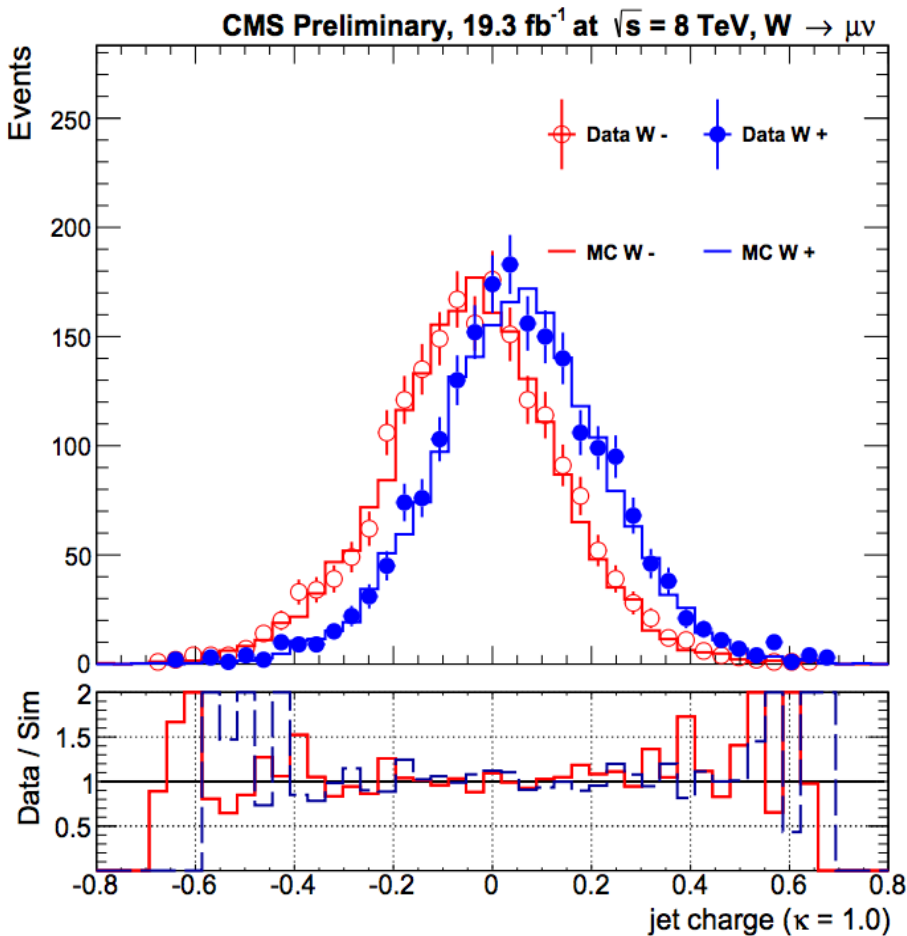 CMS Preliminary, 19.3 fb⁻¹ at √s = 8 TeV, W → μν
Events
250
200
150
100
50
0
Data W -
Data W +
MC W -
MC W +
Data / Sim
2
1.5
1
0.5
-0.8 -0.6 -0.4 -0.2 0 0.2 0.4 0.6 0.8
jet charge (κ = 1.0)